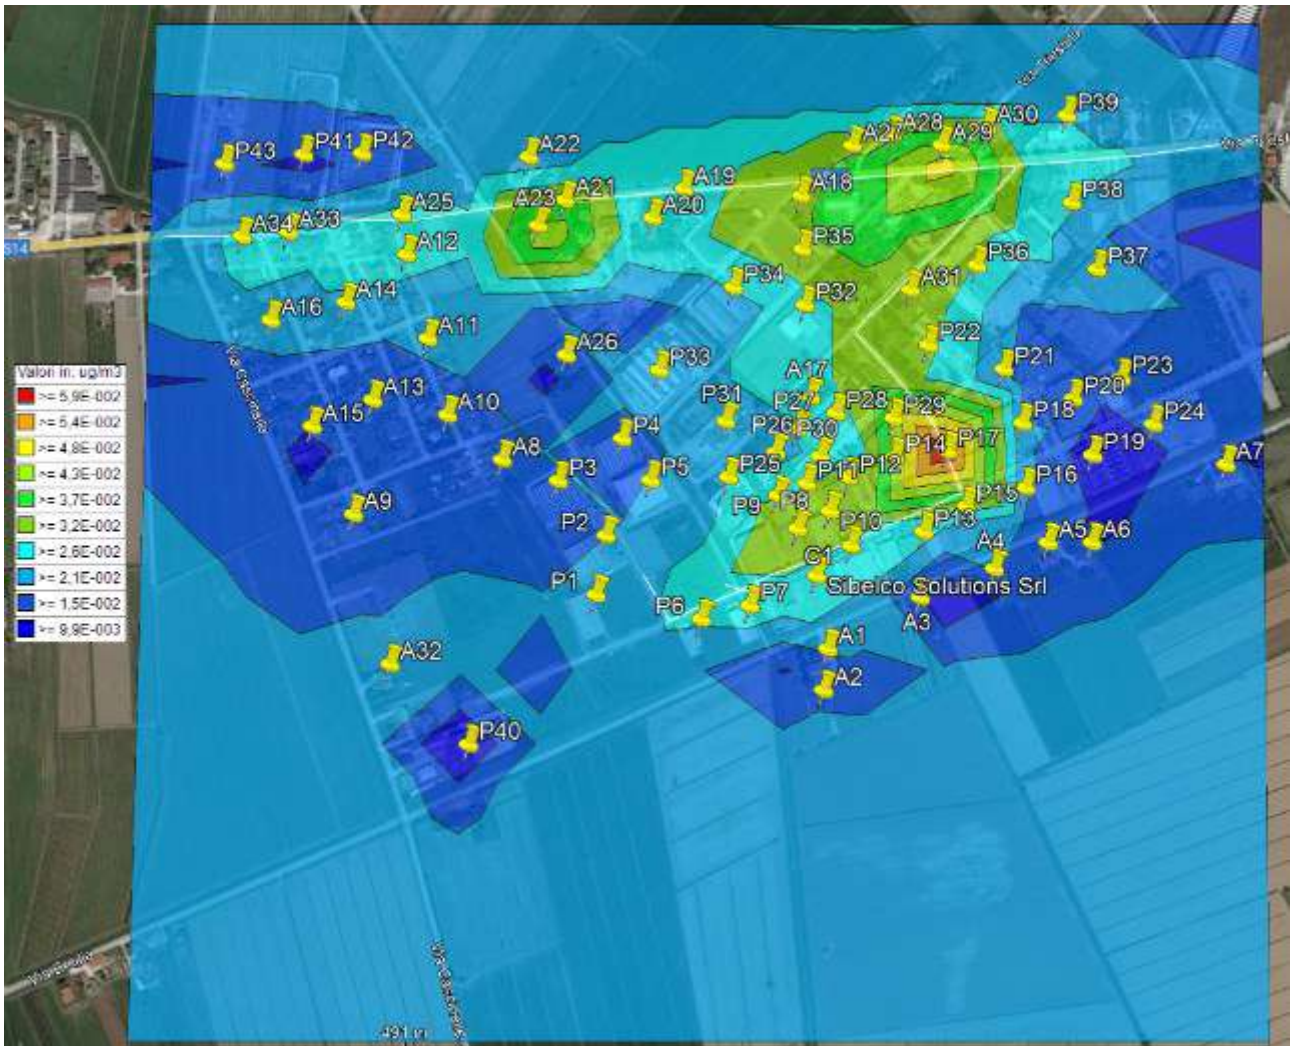 Via Trieste
P39
A30
A28
A29
A27
P43
P41
P42
A22
A19
A18
P38
A21
A25
A20
A23
A34
A33
A12
P35
S14
P36
P37
P34
A31
A14
P32
A16
A11
P22
A26
P33
P21
P23
Valori in: ug/m3
>= 5,9E-002
>= 5,4E-002
>= 4,8E-002
>= 4,3E-002
>= 3,7E-002
>= 3,2E-002
>= 2,6E-002
>= 2,1E-002
>= 1,5E-002
>= 9,9E-003
A17
P20
A13
P27
P28
P29
A10
A15
P31
P18
P24
P26
P30
P4
P14
P17
P19
A8
A7
P25
P11
P12
P3
P5
P16
P9
P8
P15
A9
P10
P13
P2
A5
A6
C1
A4
P1
Sibelco Solutions Srl
P6
P7
A3
A1
A32
A2
P40
491 m